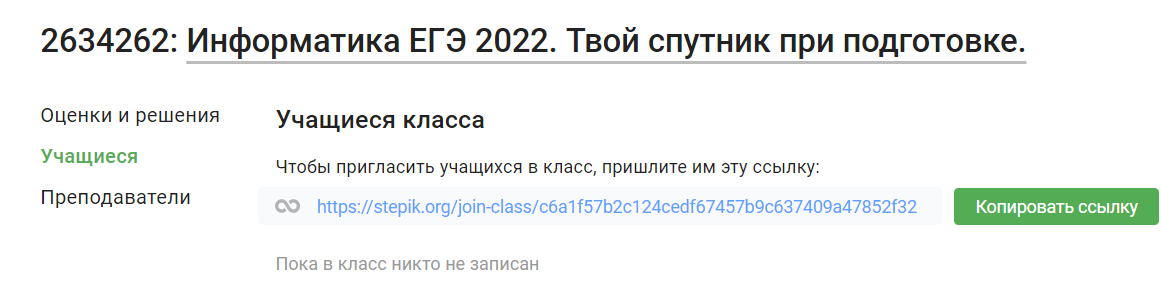 2634262: Информатика ЕГЭ 2022. Твой спутник при подготовке.
Оценки и решения
Учащиеся
Преподаватели
Учащиеся класса
Чтобы пригласить учащихся в класс, пришлите им эту ссылку:
https://stepik.org/join-class/c6a1f57b2c124cedf67457b9c637409a47852f32
Копировать ссылку
Пока в класс никто не записан